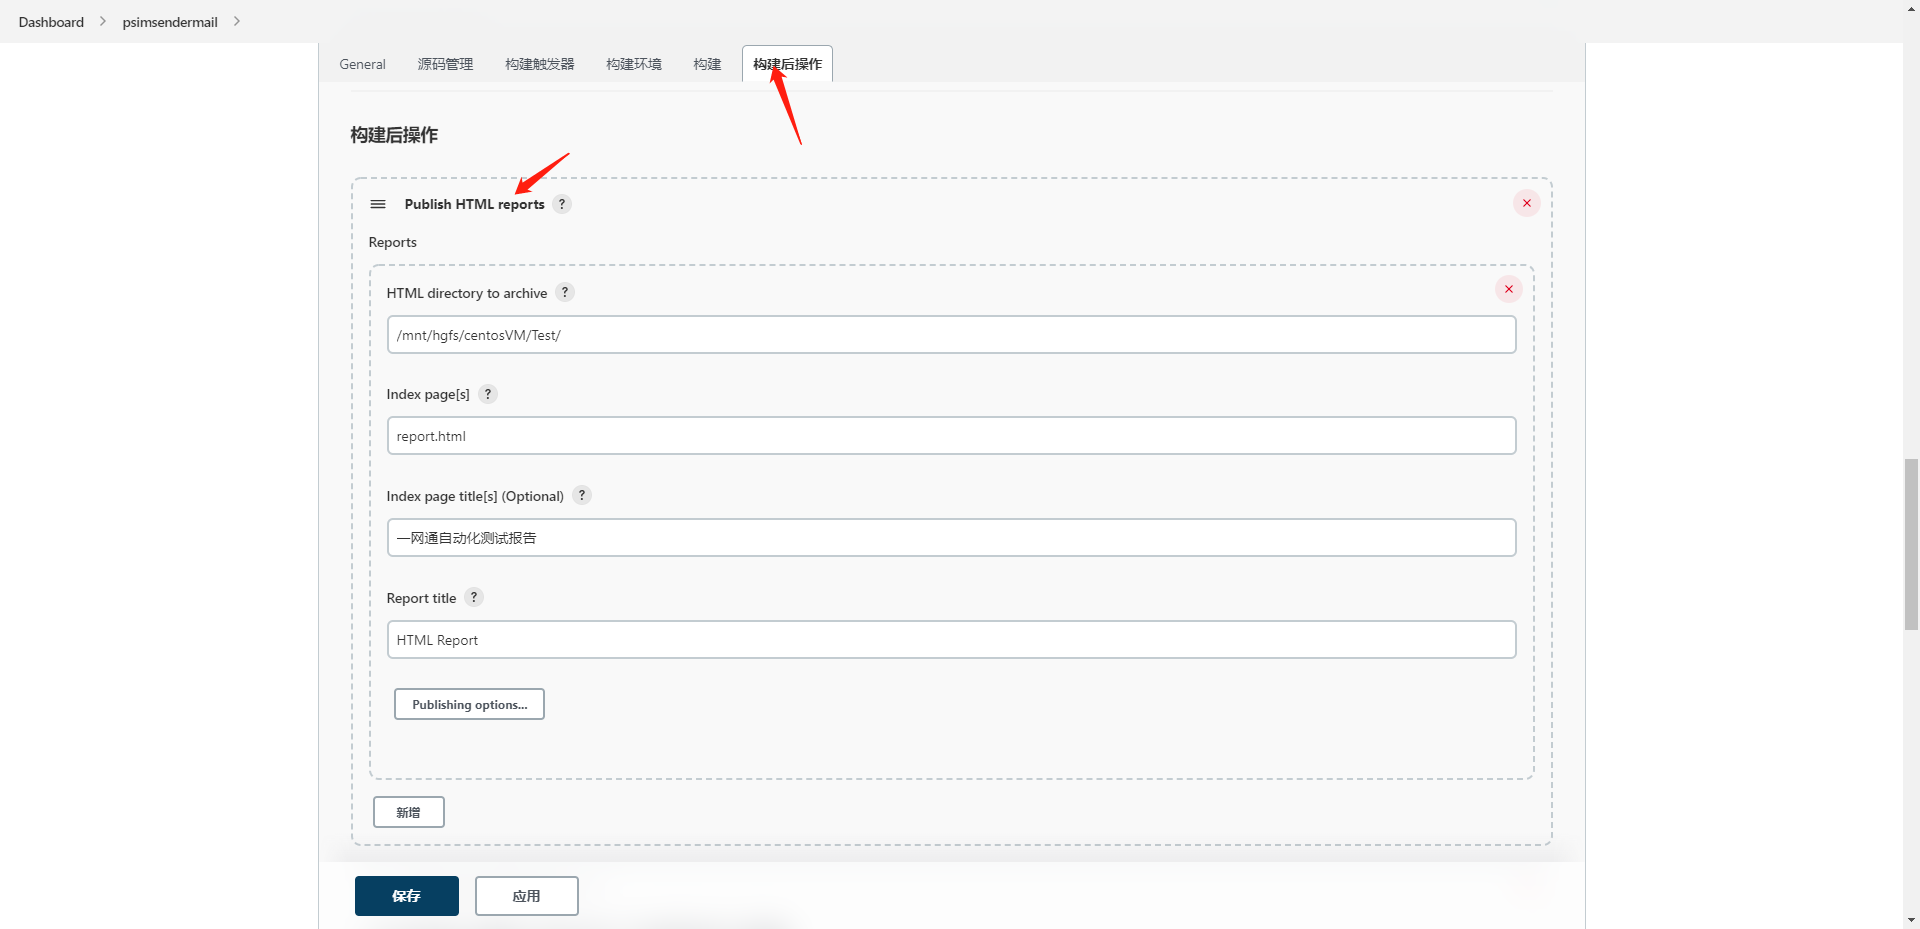 Dashboard psimsendermail
General 源码管理 构建触发器 构建环境 构建 构建后操作
构建后操作
Publish HTML reports ?
Reports
HTML directory to archive ?
/mnt/hgfs/centosVM/Test/
Index page[s] ?
report.html
Index page title[s] (Optional) ?
一网通自动化测试报告
Report title ?
HTML Report
Publishing options...
新增
保存 应用